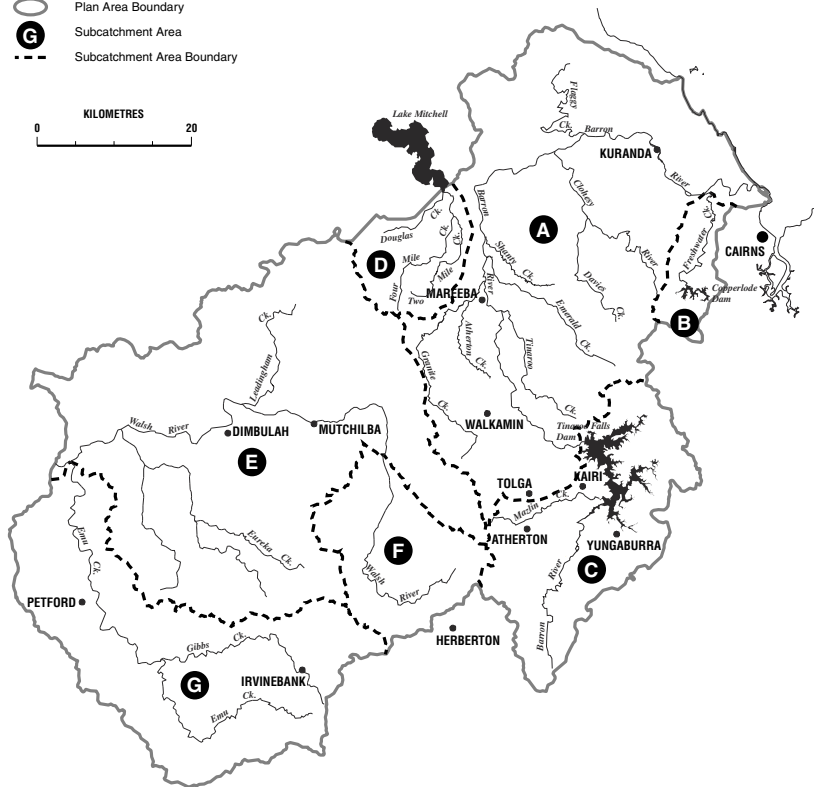 Plan Area Boundary
G
Subcatchment Area
Subcatchment Area Boundary
KILOMETRES
0 20
Lake Mitchell
Flaggy
Ck.
Barron
KURANDA
River
Barron
Clohesy
River
A
Shanty
Ck.
Davies
Ck.
Freshwater
Ck.
CAIRNS
Copperlode
Dam
B
Douglas
Ck.
D
Mile
Ck.
Four
Two
Mile
Ck.
MAREEBA
River
Emerald
Ck.
Atherton
Ck.
Tinaroo
Ck.
Granite
Ck.
WALKAMIN
Tinaroo Falls
Dam
Ck.
Leadingham
Walsh
River
DIMBULAH
MUTCHILBA
E
TOLGA
KAIRI
Mazlin
Ck.
ATHERTON
YUNGABURRA
C
River
Barron
Eureka
Ck.
F
Walsh
River
Emu
Ck.
PETFORD
HERBERTON
Gibbs
Ck.
G
IRVINEBANK
Emu
Ck.